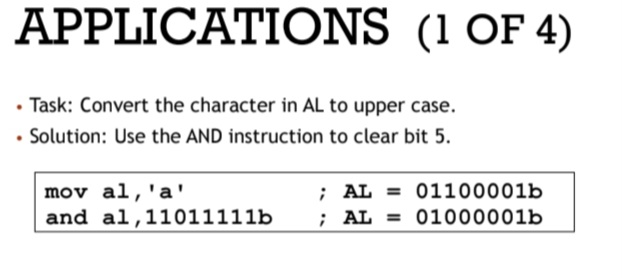 APPLICATIONS (1 OF 4)
• Task: Convert the character in AL to upper case.
• Solution: Use the AND instruction to clear bit 5.
mov al,'a' ; AL = 01100001b
and al,11011111b ; AL = 01000001b